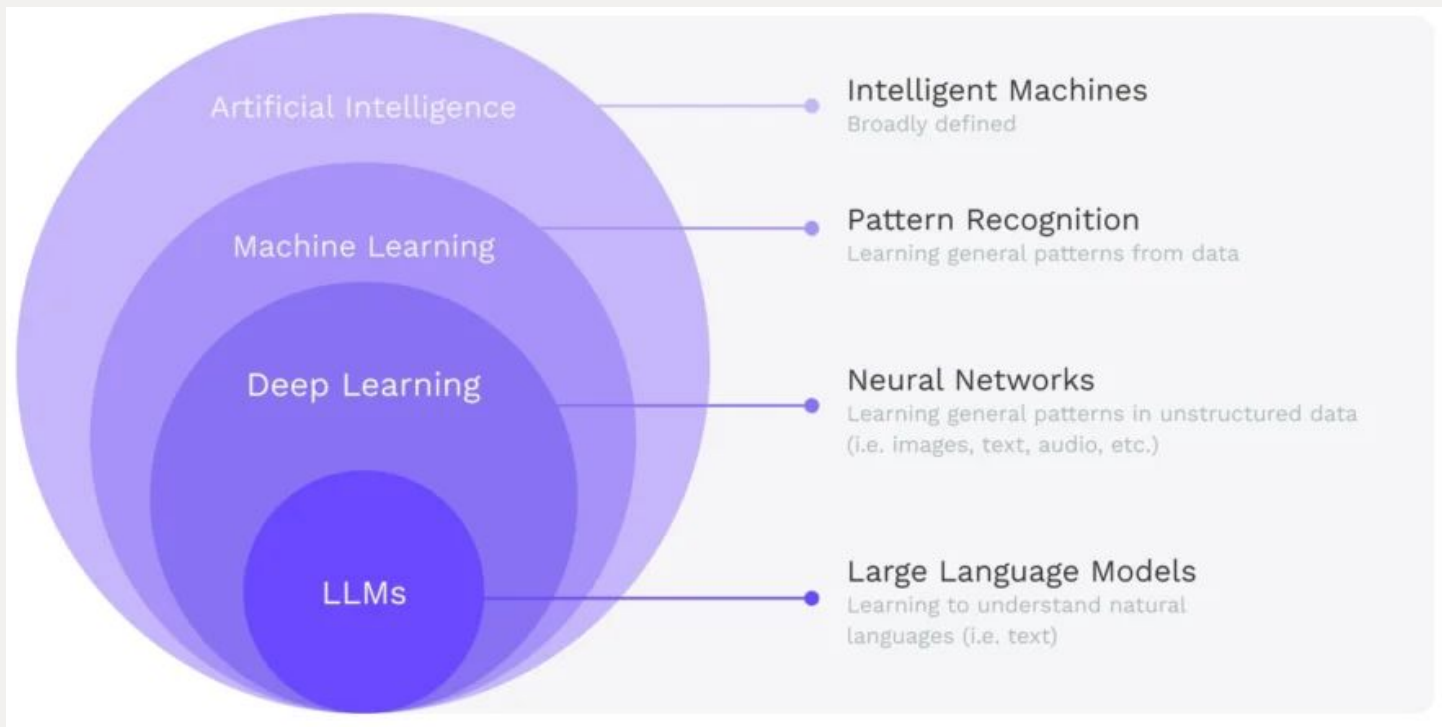 Artificial Intelligence
Intelligent Machines
Broadly defined
Machine Learning
Pattern Recognition
Learning general patterns from data
Deep Learning
Neural Networks
Learning general patterns in unstructured data
(i.e. images, text, audio, etc.)
LLMs
Large Language Models
Learning to understand natural
languages (i.e. text)